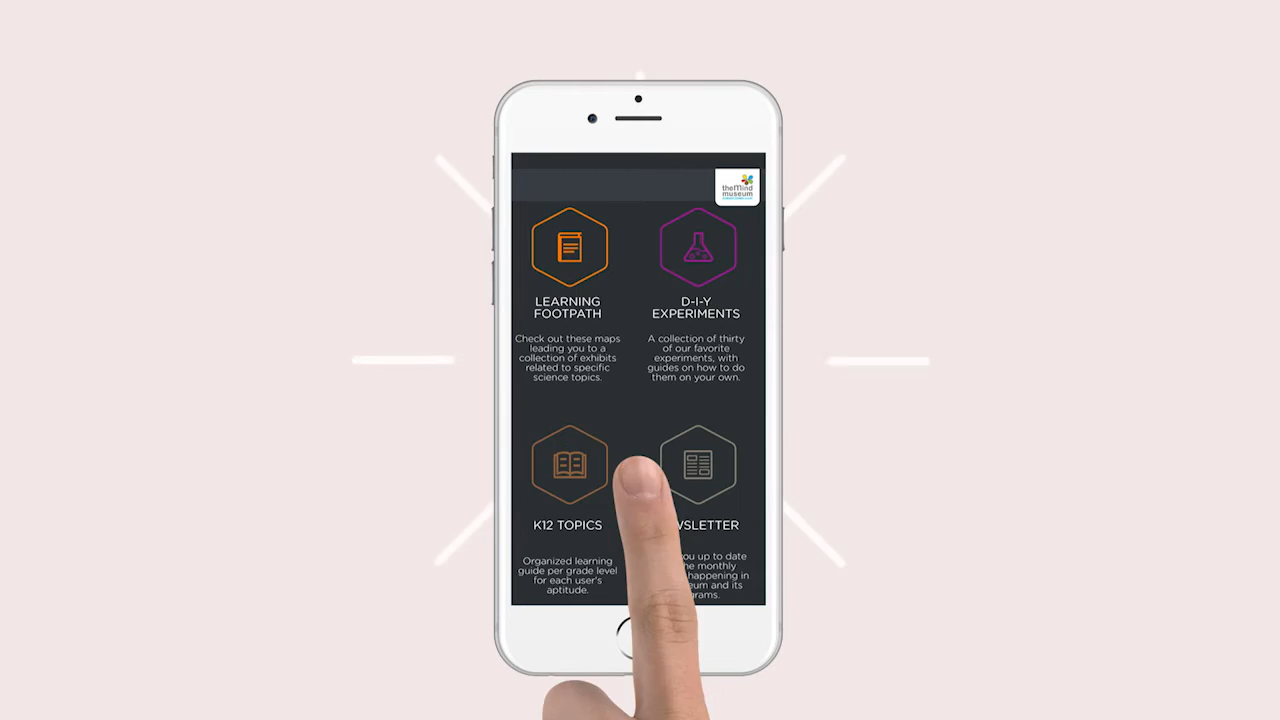 theMind
museum
LEARNING
FOOTPATH
Check out these maps
leading you to a
collection of exhibits
related to specific
science topics.
D-I-Y
EXPERIMENTS
A collection of thirty
of our favorite
experiments, with
guides on how to do
them on your own.
K12 TOPICS
Organized learning
guide per grade level
for each user's
aptitude.
WSLETTER
you up to date
monthly
happening in
eum and its
grams.